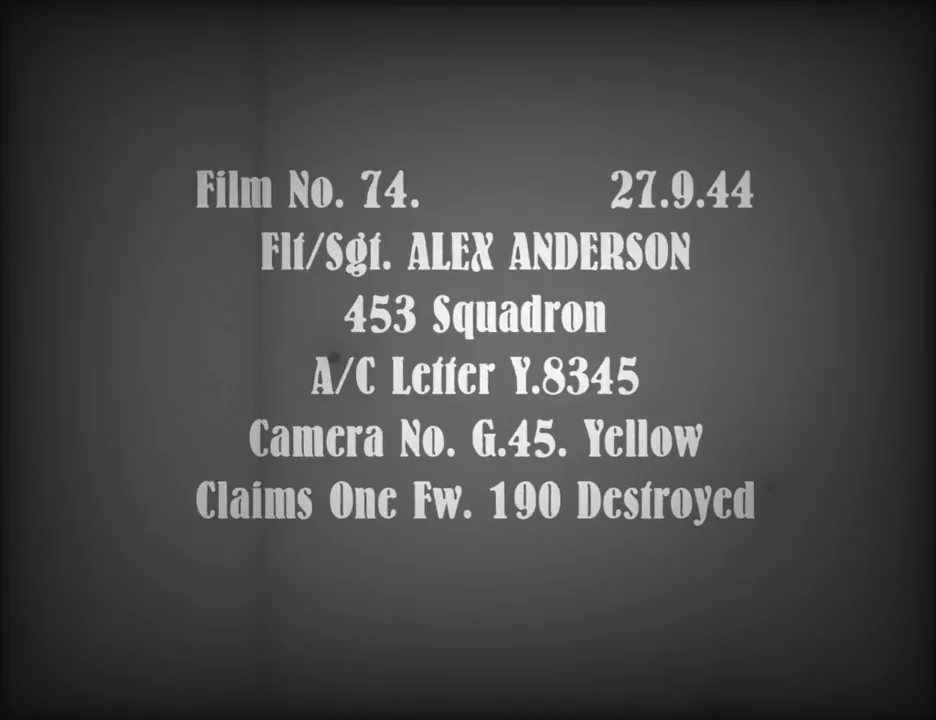 Film No. 74. 27.9.44
Flt/Sgt. ALEX ANDERSON
453 Squadron
A/C Letter Y.8345
Camera No. G.45. Yellow
Claims One Fw. 190 Destroyed